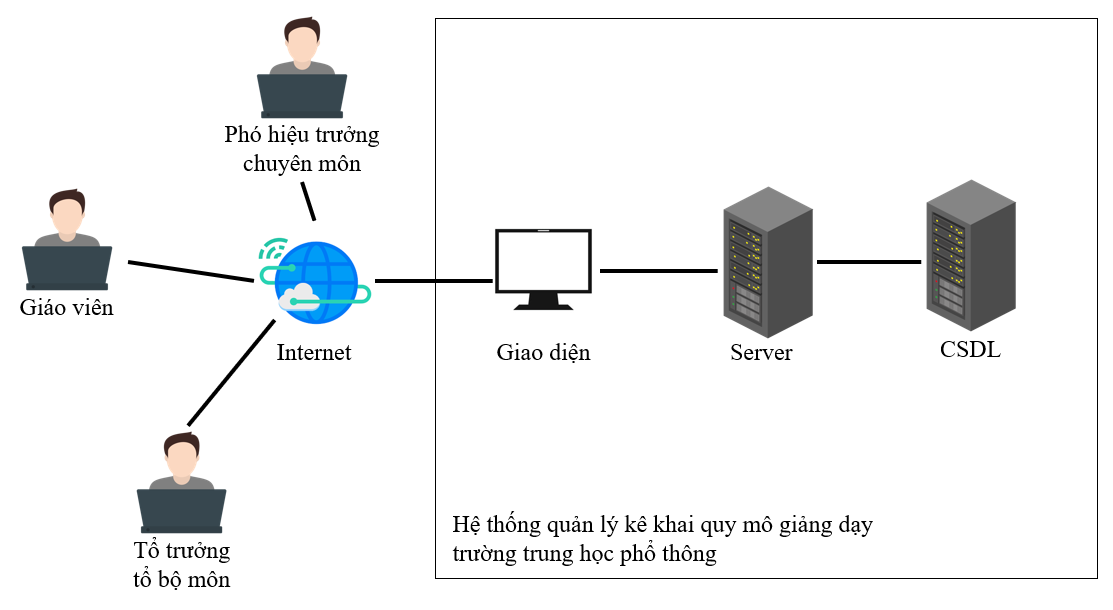 Phó hiệu trưởng
chuyên môn
Giáo viên
Internet
Tổ trưởng
tổ bộ môn
Giao diện
Server
CSDL
Hệ thống quản lý kê khai quy mô giảng dạy
trường trung học phổ thông